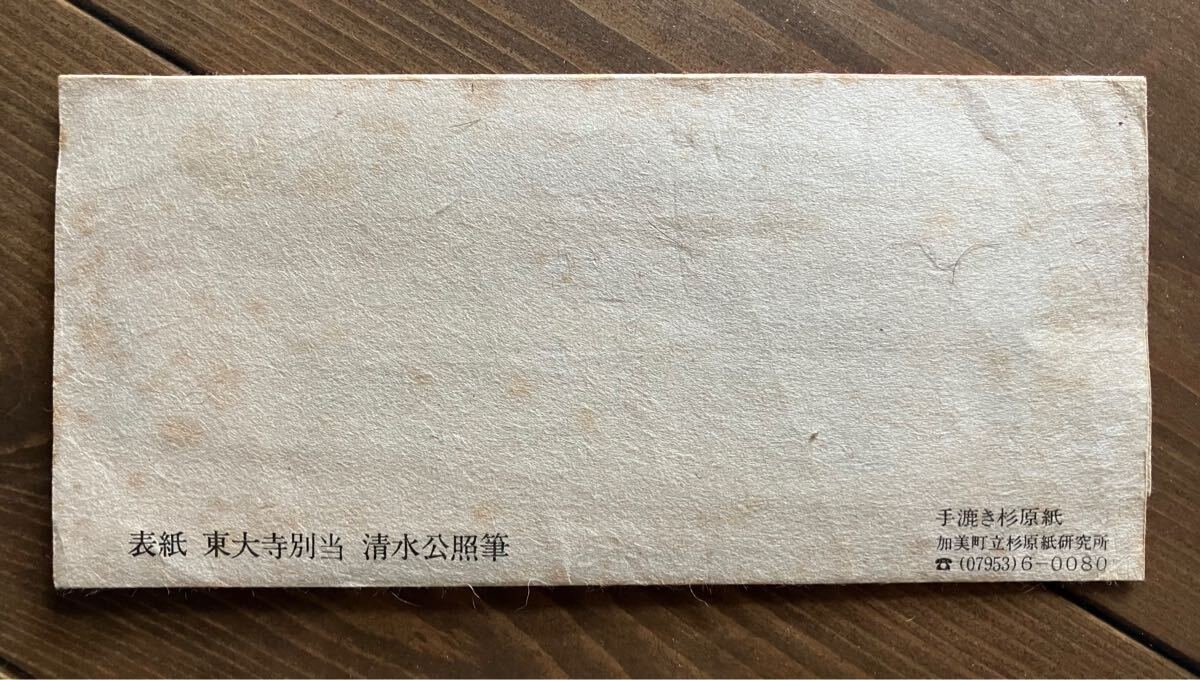 表紙 東大寺別当 清水公照筆
手漉き杉原紙
加美町立杉原紙研究所
☎(07953)6-0080